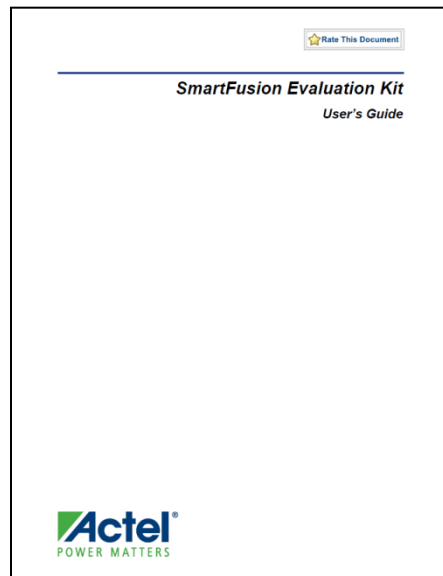 Rate This Document
SmartFusion Evaluation Kit
User's Guide
Actel®
POWER MATTERS